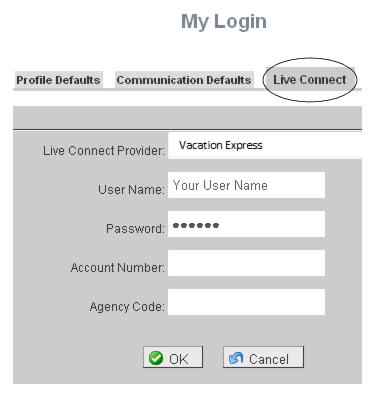 My Login
Profile Defaults Communication Defaults Live Connect
Live Connect Provider: Vacation Express
User Name: Your User Name
Password: ●●●●●●
Account Number:
Agency Code:
OK Cancel